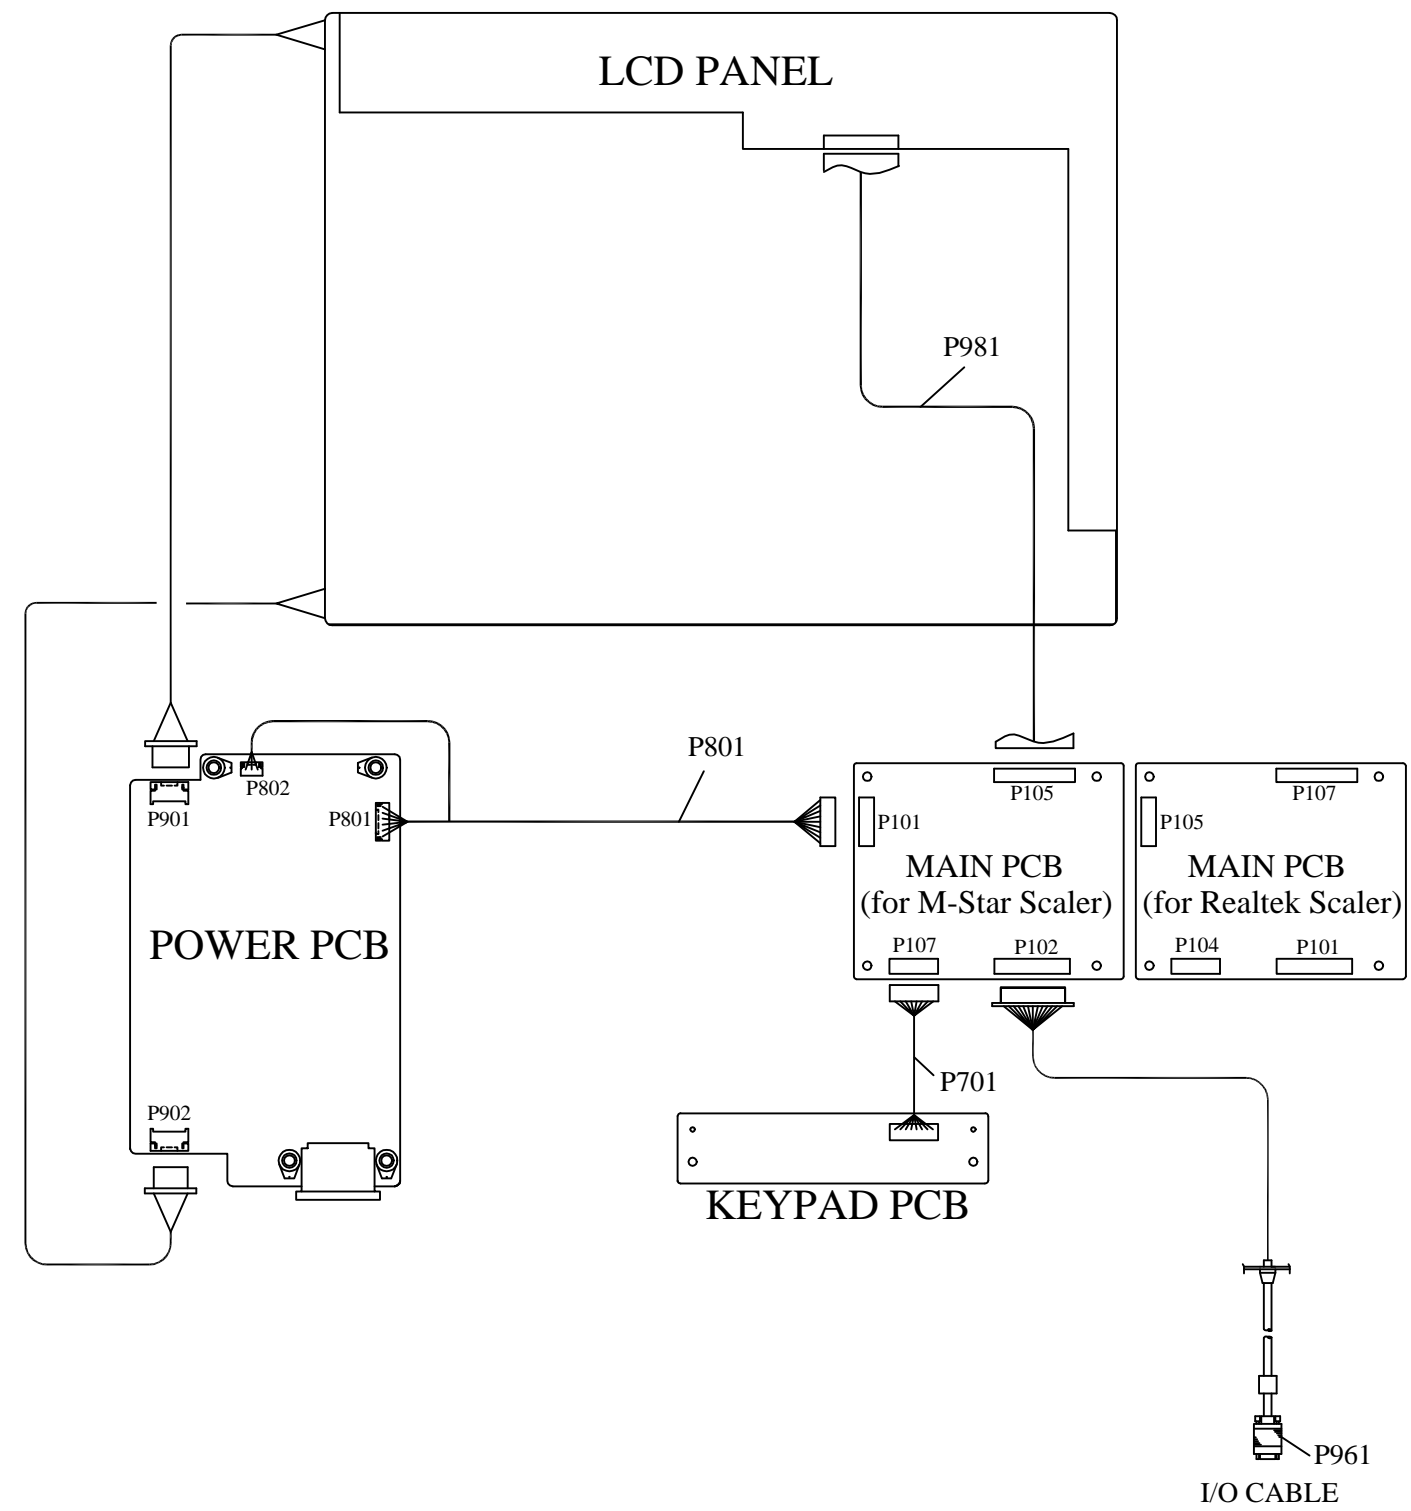 LCD PANEL
P981
P801
P802
P901
P801
P105
P107
P101
P105
MAIN PCB
(for M-Star Scaler)
MAIN PCB
(for Realtek Scaler)
POWER PCB
P107
P102
P104
P101
P701
P902
KEYPAD PCB
P961
I/O CABLE